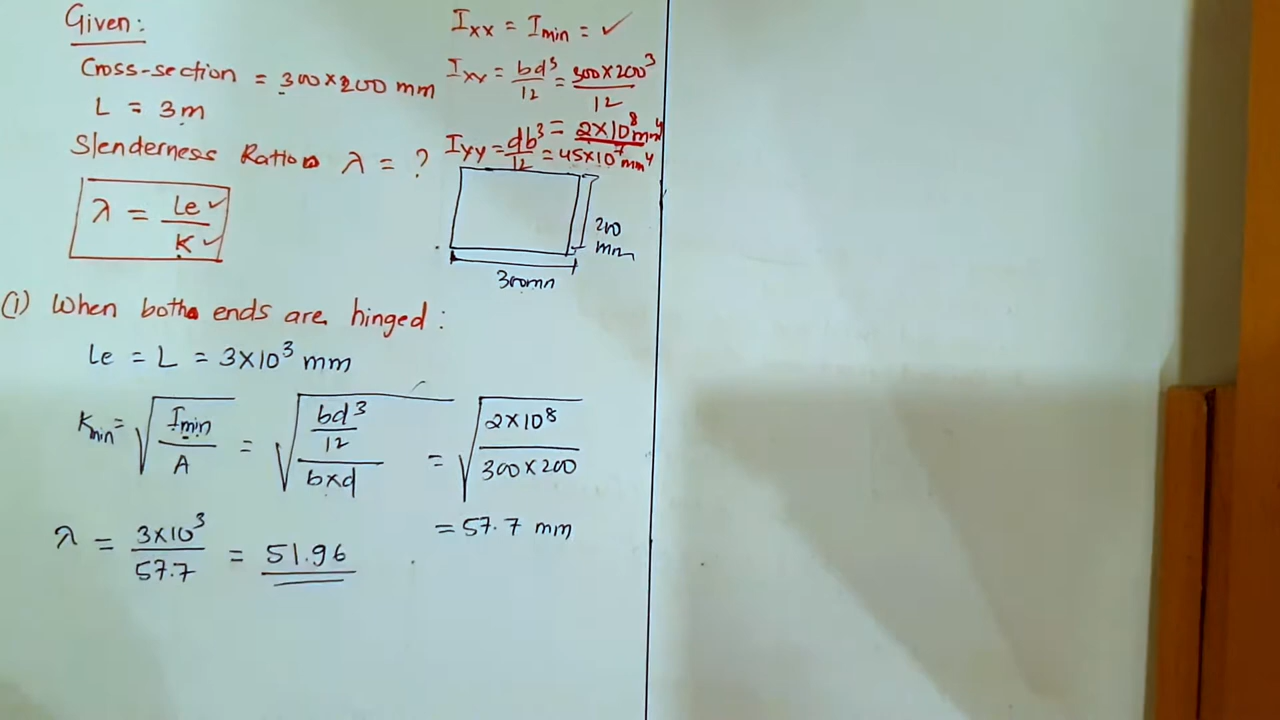 Given:
Cross-section = 300×200 mm
L = 3m
Slenderness Ratio λ = ?
λ = Le/K
Ixx = Imin = ✓
Ixx = bd³/12 = 300×200³/12
= 2×10⁸ mm⁴
Iyy = db³/12 = 45×10⁷ mm⁴
200 mm
300mm
(1) When both ends are hinged:
Le = L = 3×10³ mm
Kmin = √(Imin/A) = √((bd³/12)/(b×d)) = √(2×10⁸/(300×200))
= 57.7 mm
λ = 3×10³/57.7 = 51.96